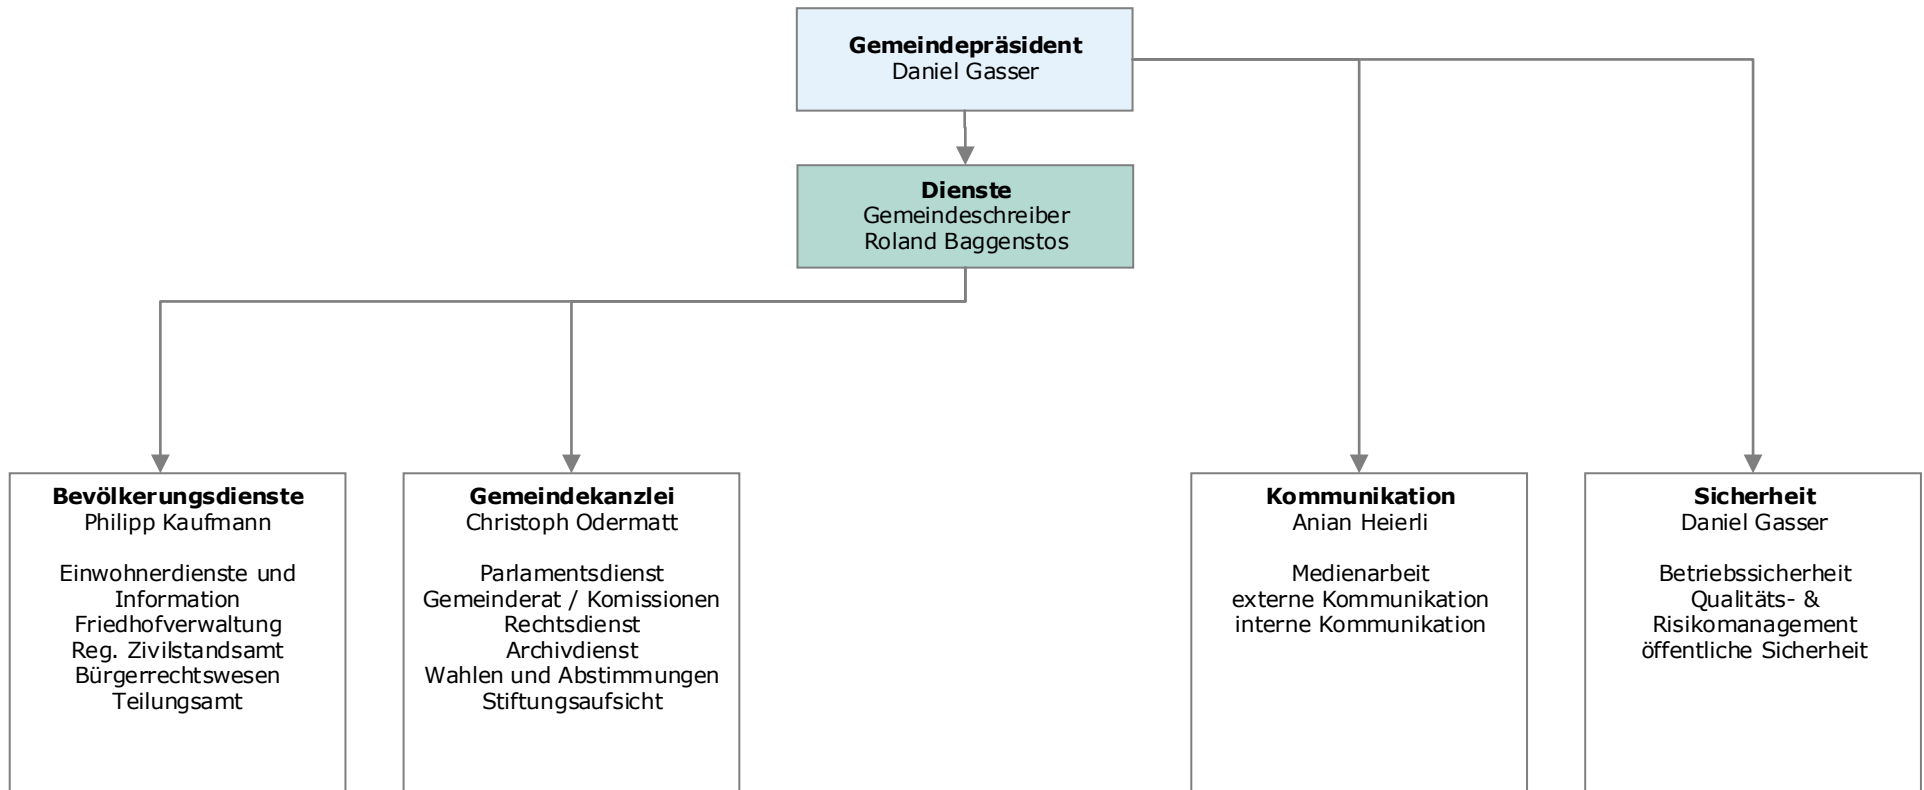 Gemeindepräsident
Daniel Gasser
Dienste
Gemeindeschreiber
Roland Baggenstos
Bevölkerungsdienste
Philipp Kaufmann
Einwohnerdienste und
Information
Friedhofverwaltung
Reg. Zivilstandsamt
Bürgerrechtswesen
Teilungsamt
Gemeindekanzlei
Christoph Odermatt
Parlamentsdienst
Gemeinderat / Komissionen
Rechtsdienst
Archivdienst
Wahlen und Abstimmungen
Stiftungsaufsicht
Kommunikation
Anian Heierli
Medienarbeit
externe Kommunikation
interne Kommunikation
Sicherheit
Daniel Gasser
Betriebssicherheit
Qualitäts- &
Risikomanagement
öffentliche Sicherheit